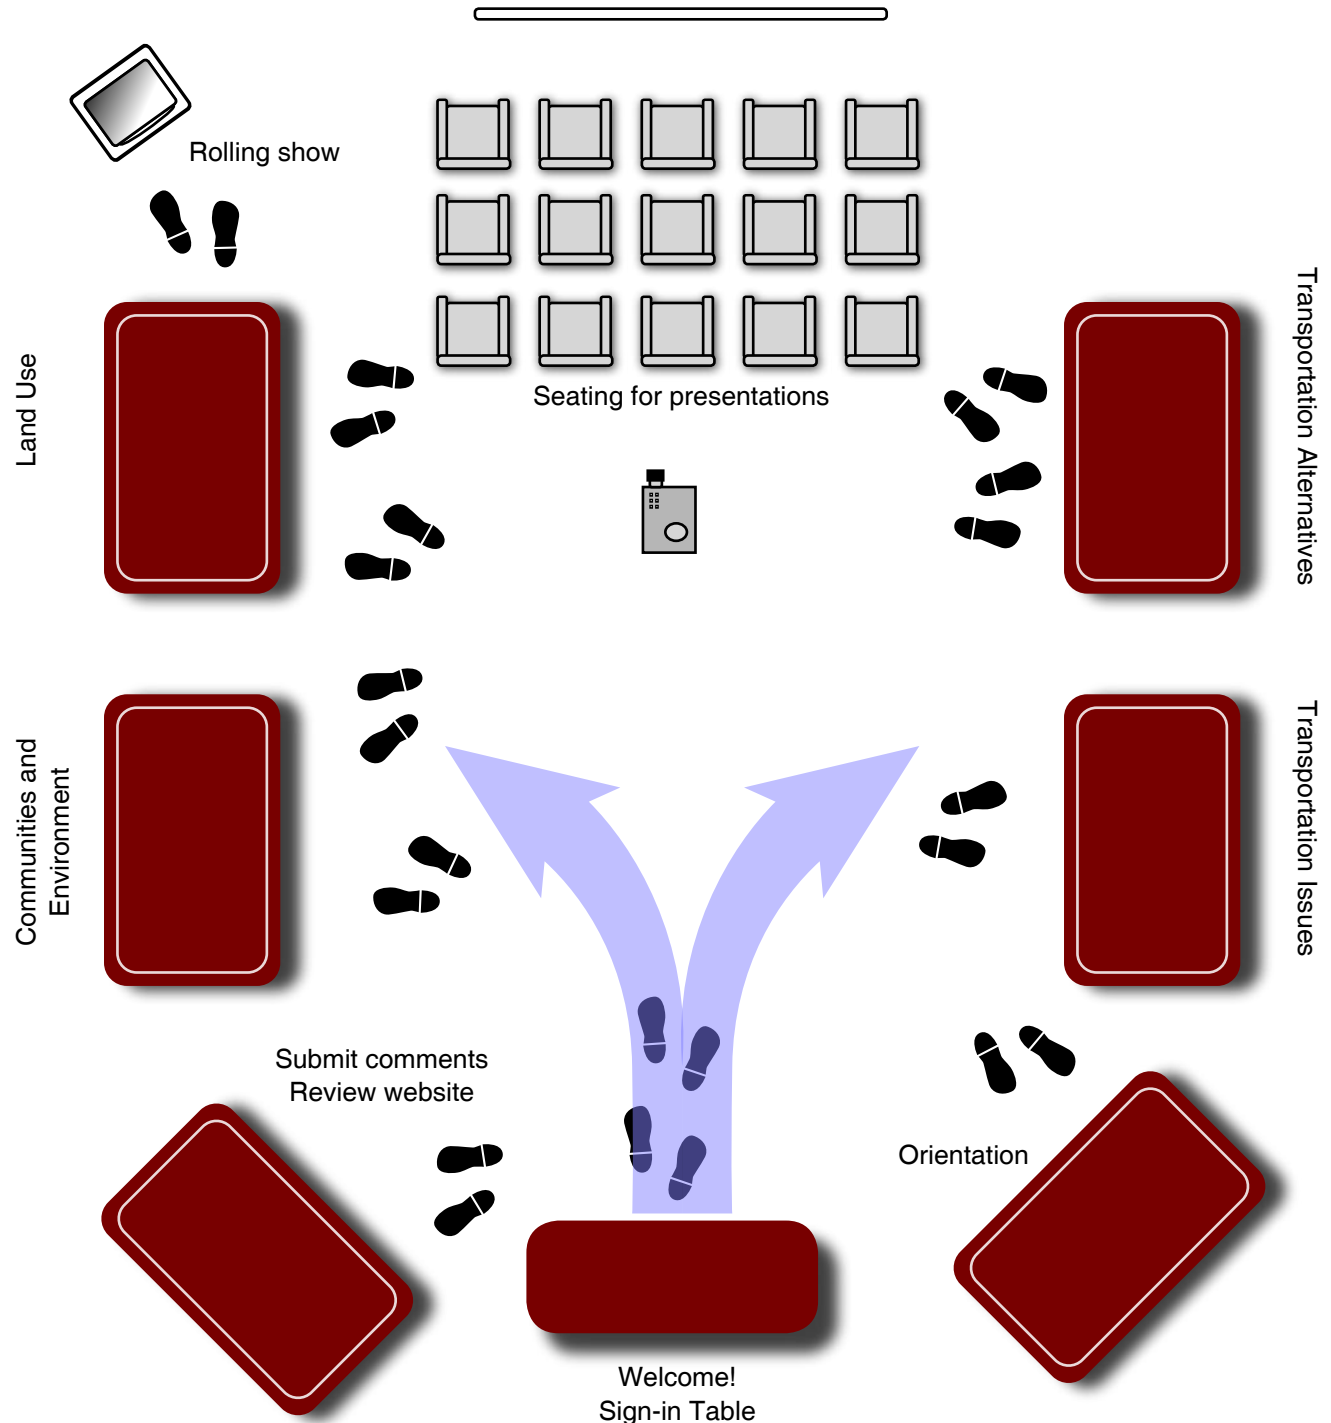 Rolling show
Seating for presentations
Land Use
Transportation Alternatives
Communities and
Environment
Transportation Issues
Submit comments
Review website
Orientation
Welcome!
Sign-in Table